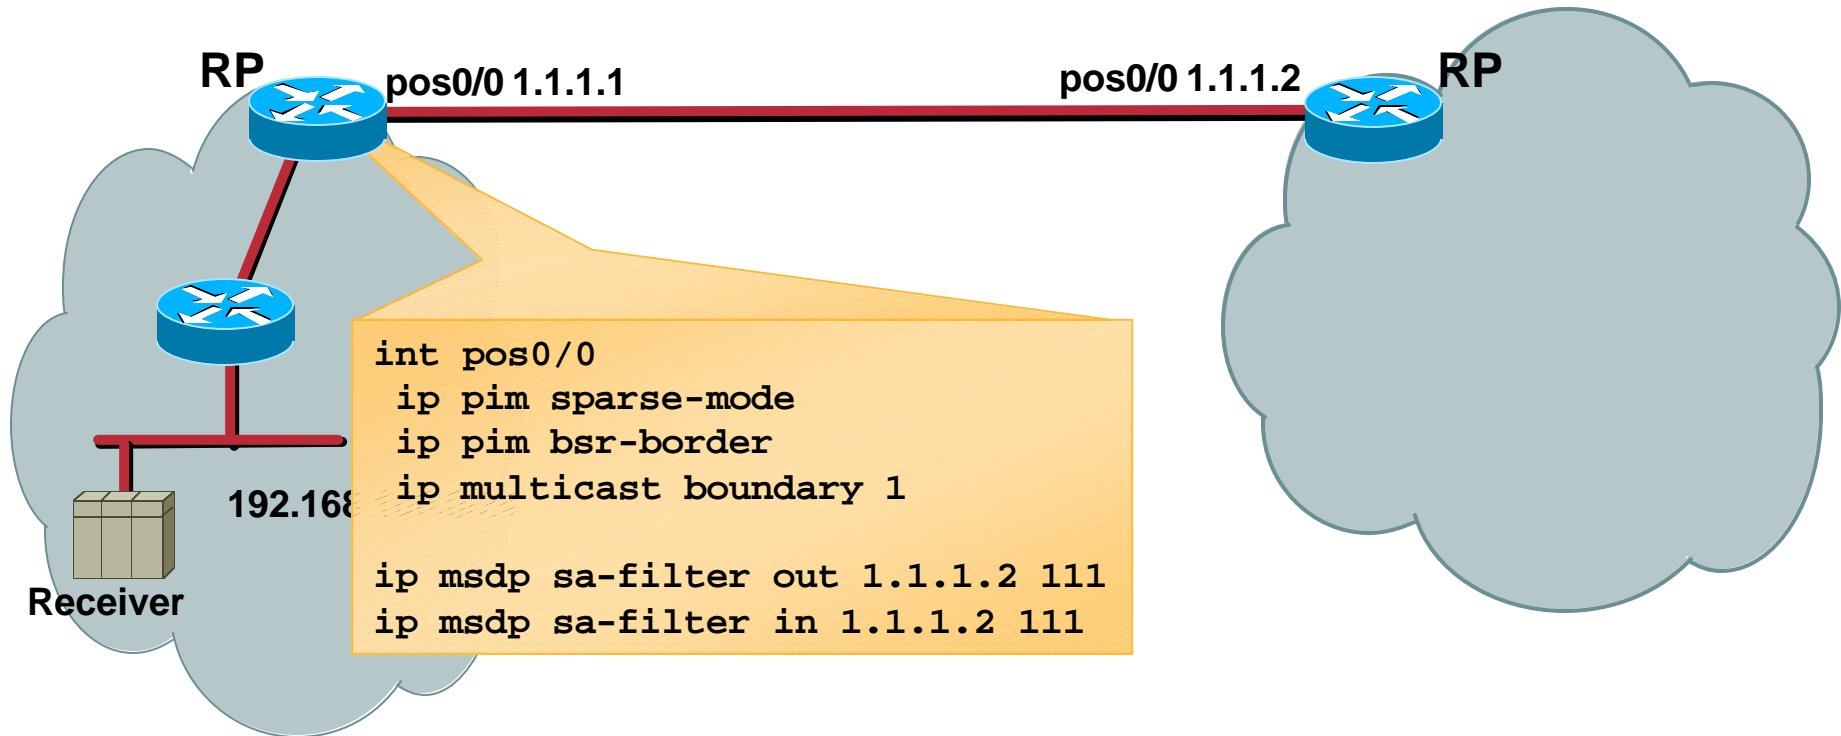 RP
pos0/0 1.1.1.1
pos0/0 1.1.1.2
RP
int pos0/0
ip pim sparse-mode
ip pim bsr-border
ip multicast boundary 1
192.168
ip msdp sa-filter out 1.1.1.2 111
ip msdp sa-filter in 1.1.1.2 111
Receiver